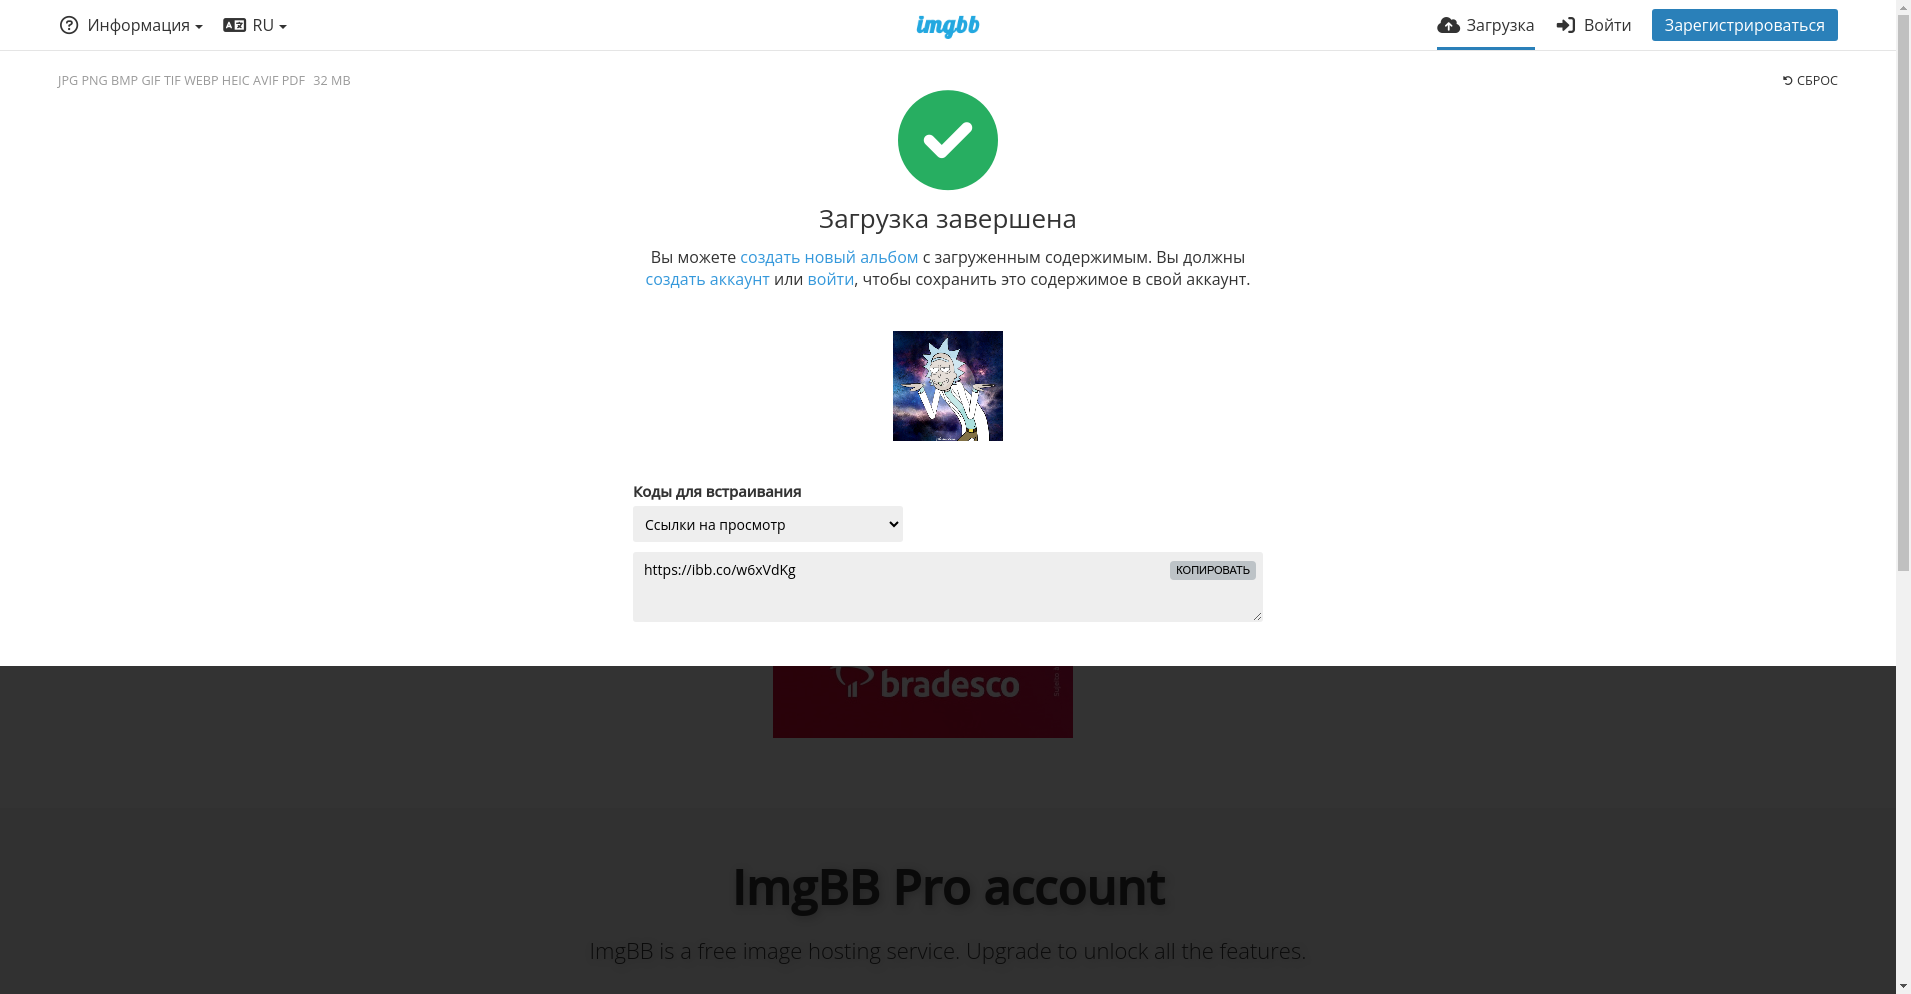 Информация
RU
imgbb
Загрузка
Войти
Зарегистрироваться
JPG PNG BMP GIF TIF WEBP HEIC AVIF PDF 32 MB
СБРОС
Загрузка завершена
Вы можете создать новый альбом с загруженным содержимым. Вы должны
создать аккаунт или войти, чтобы сохранить это содержимое в свой аккаунт.
Коды для встраивания
Ссылки на просмотр
https://ibb.co/w6xVdKg
КОПИРОВАТЬ
bradesco
ImgBB Pro account
ImgBB is a free image hosting service. Upgrade to unlock all the features.